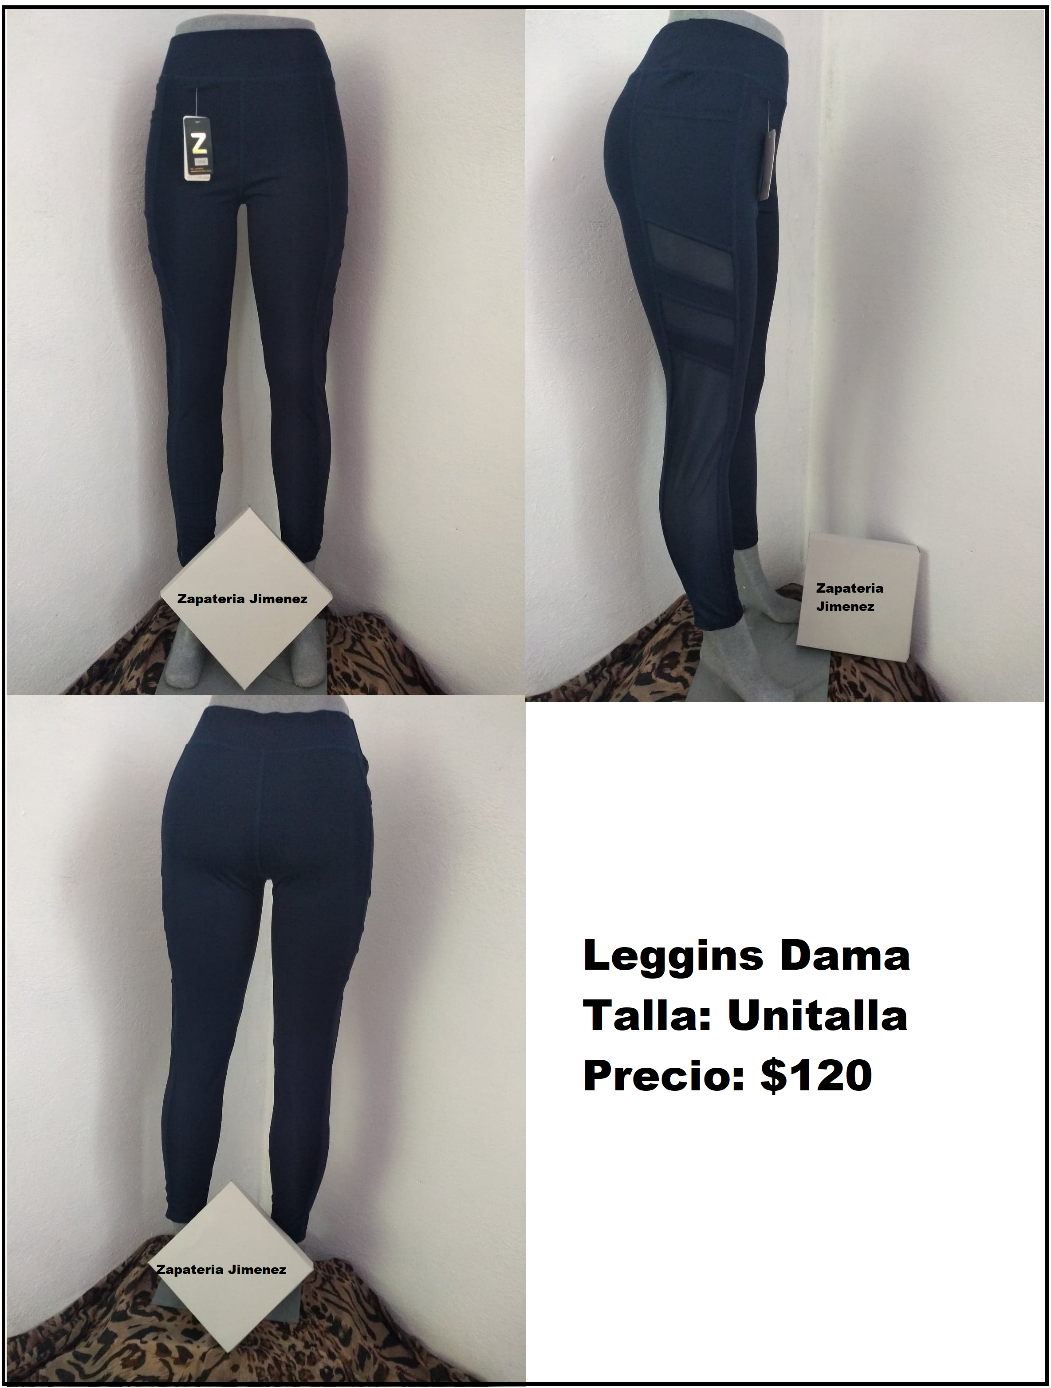 Z
Zapateria Jimenez
Zapateria
Jimenez
Zapateria Jimenez
Leggins Dama
Talla: Unitalla
Precio: $120